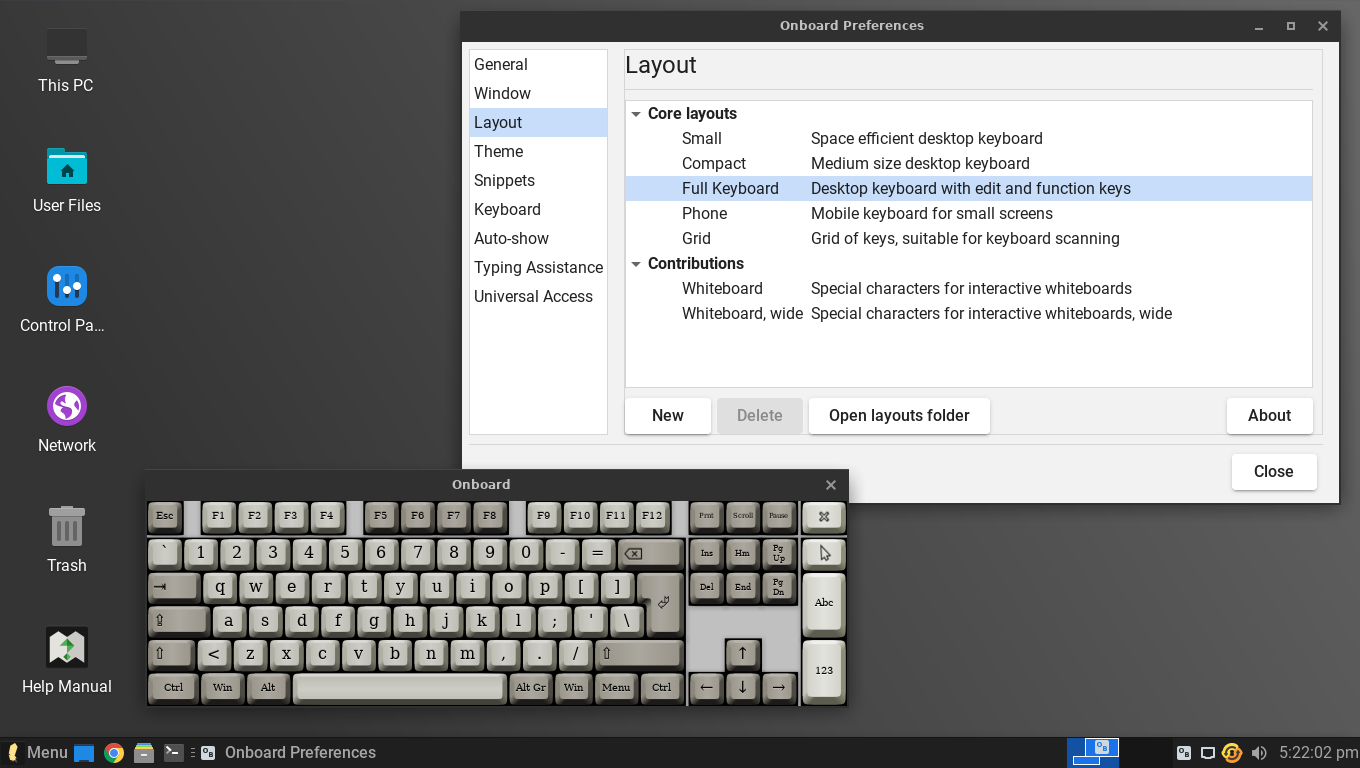 This PC
User Files
Control Pa...
Network
Trash
Help Manual
Onboard Preferences
General
Window
Layout
Theme
Snippets
Keyboard
Auto-show
Typing Assistance
Universal Access
Layout
Core layouts
Small Space efficient desktop keyboard
Compact Medium size desktop keyboard
Full Keyboard Desktop keyboard with edit and function keys
Phone Mobile keyboard for small screens
Grid Grid of keys, suitable for keyboard scanning
Contributions
Whiteboard Special characters for interactive whiteboards
Whiteboard, wide Special characters for interactive whiteboards, wide
New Delete Open layouts folder About
Close
Onboard
Esc F1 F2 F3 F4 F5 F6 F7 F8 F9 F10 F11 F12 Prnt Scroll Pause
` 1 2 3 4 5 6 7 8 9 0 - = Ins Hm Pg Up
q w e r t y u i o p [ ] Del End Pg Dn Abc
a s d f g h j k l ; ' \
< z x c v b n m , . / ↑ 123
Ctrl Win Alt Alt Gr Win Menu Ctrl ← ↓ →
Menu Onboard Preferences 5:22:02 pm